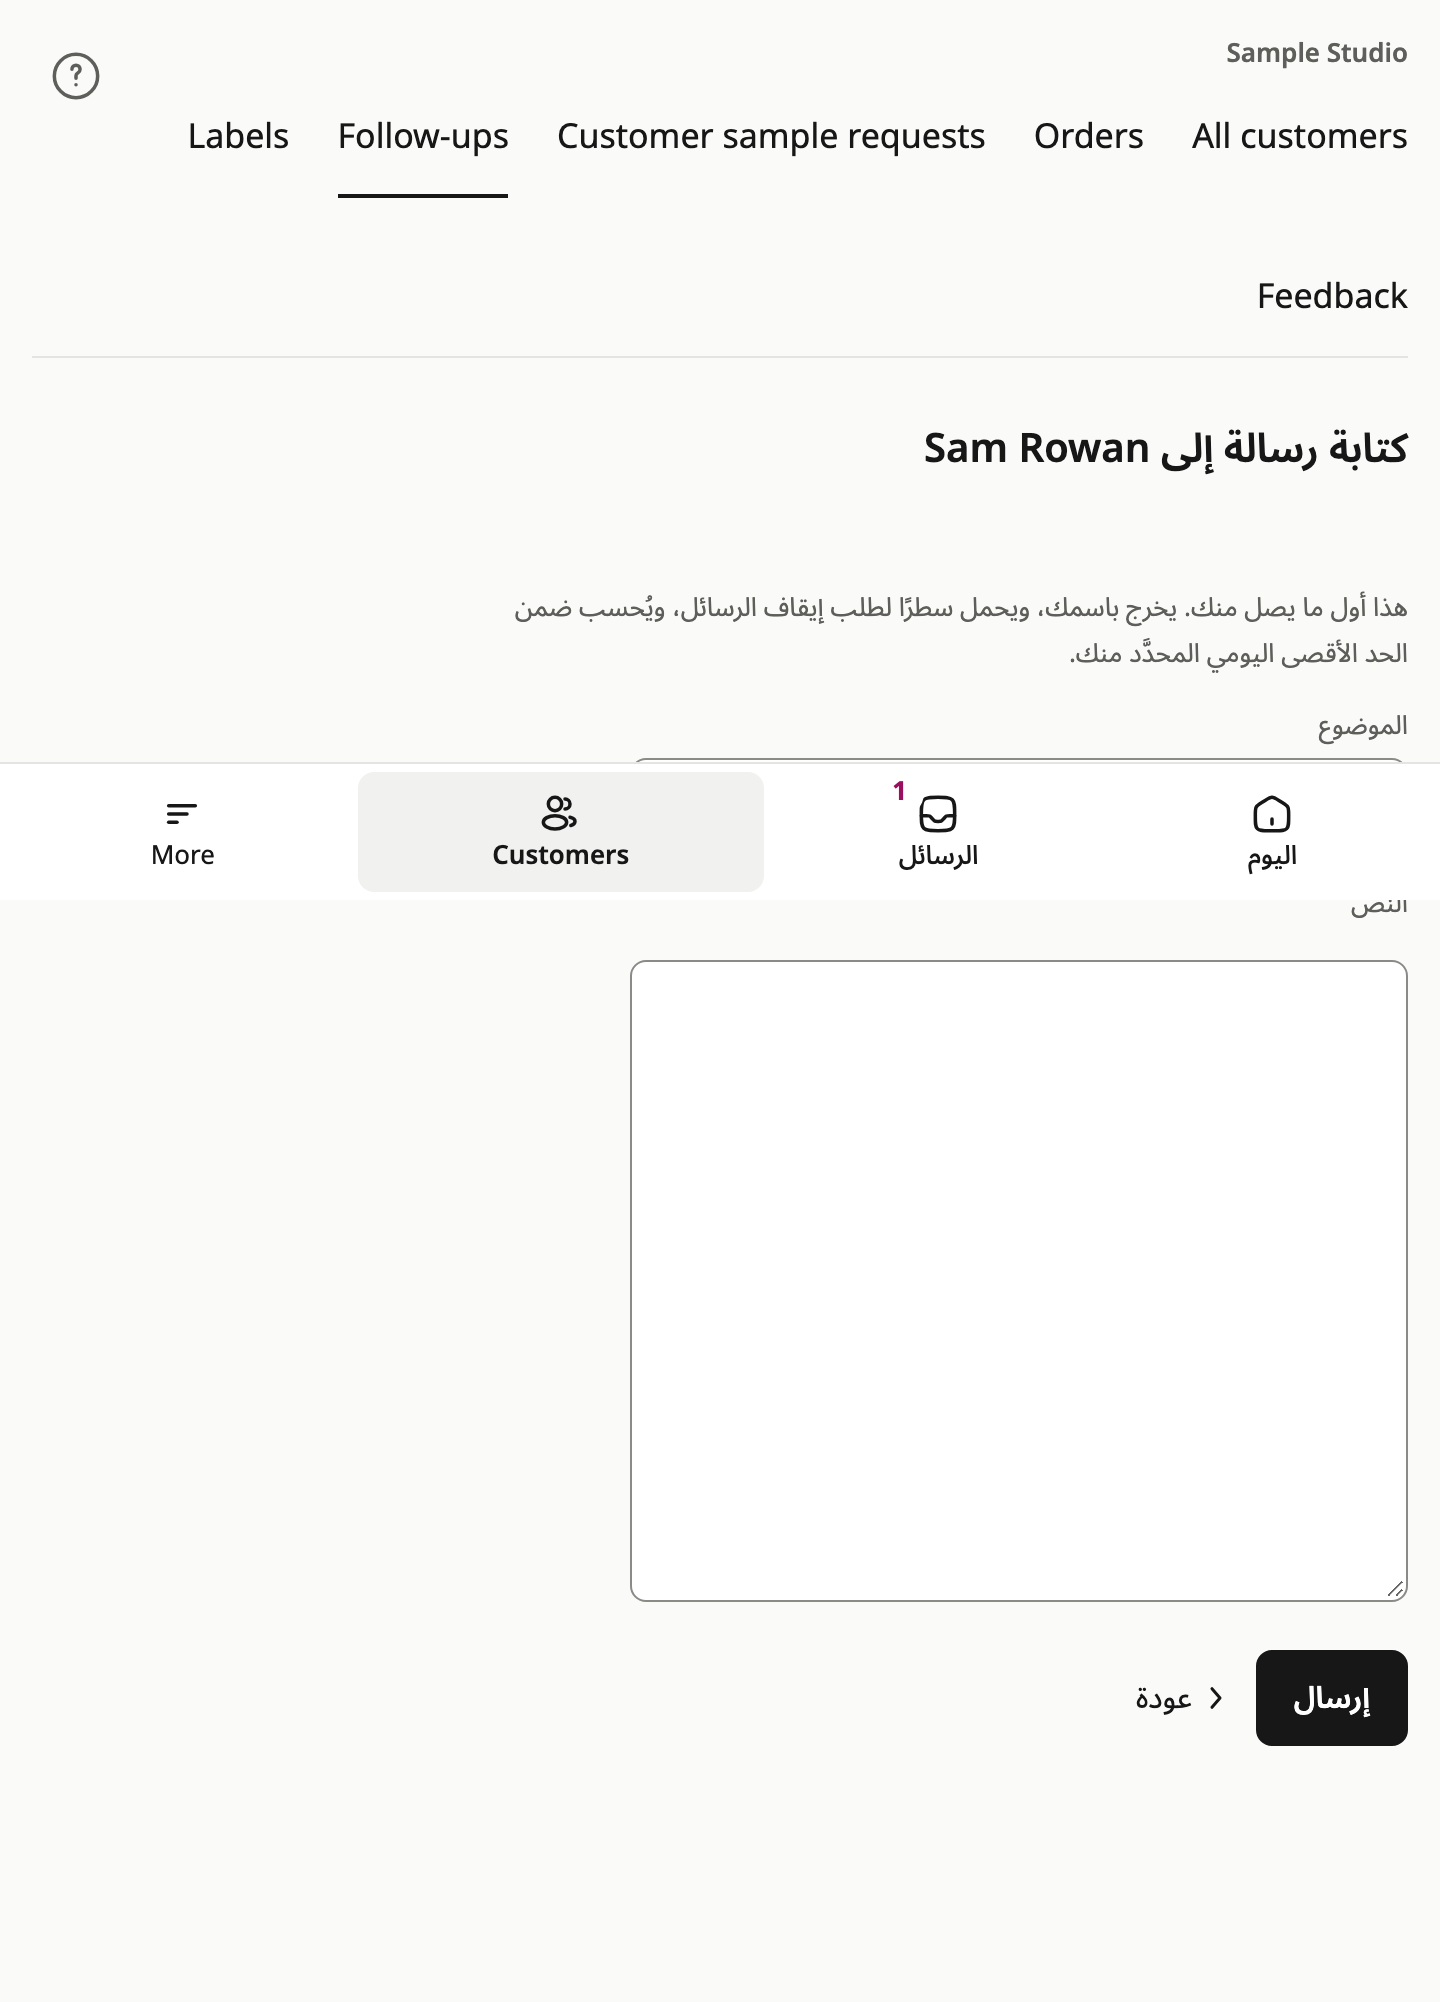 Sample Studio
All customers
Orders
Customer sample requests
Follow-ups
Labels
Feedback
كتابة رسالة إلى Sam Rowan
هذا أول ما يصل منك. يخرج باسمك، ويحمل سطرًا لطلب إيقاف الرسائل، ويُحسب ضمن
الحد الأقصى اليومي المحدَّد منك.
الموضوع
اليوم
الرسائل
1
Customers
More
النص
إرسال
عودة